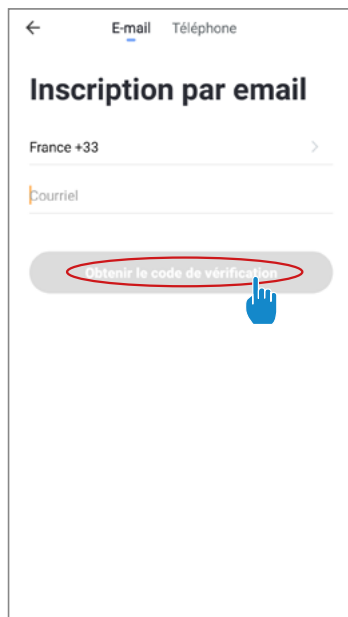 E-mail Téléphone
Inscription par email
France +33
Courriel
Obtenir le code de vérification